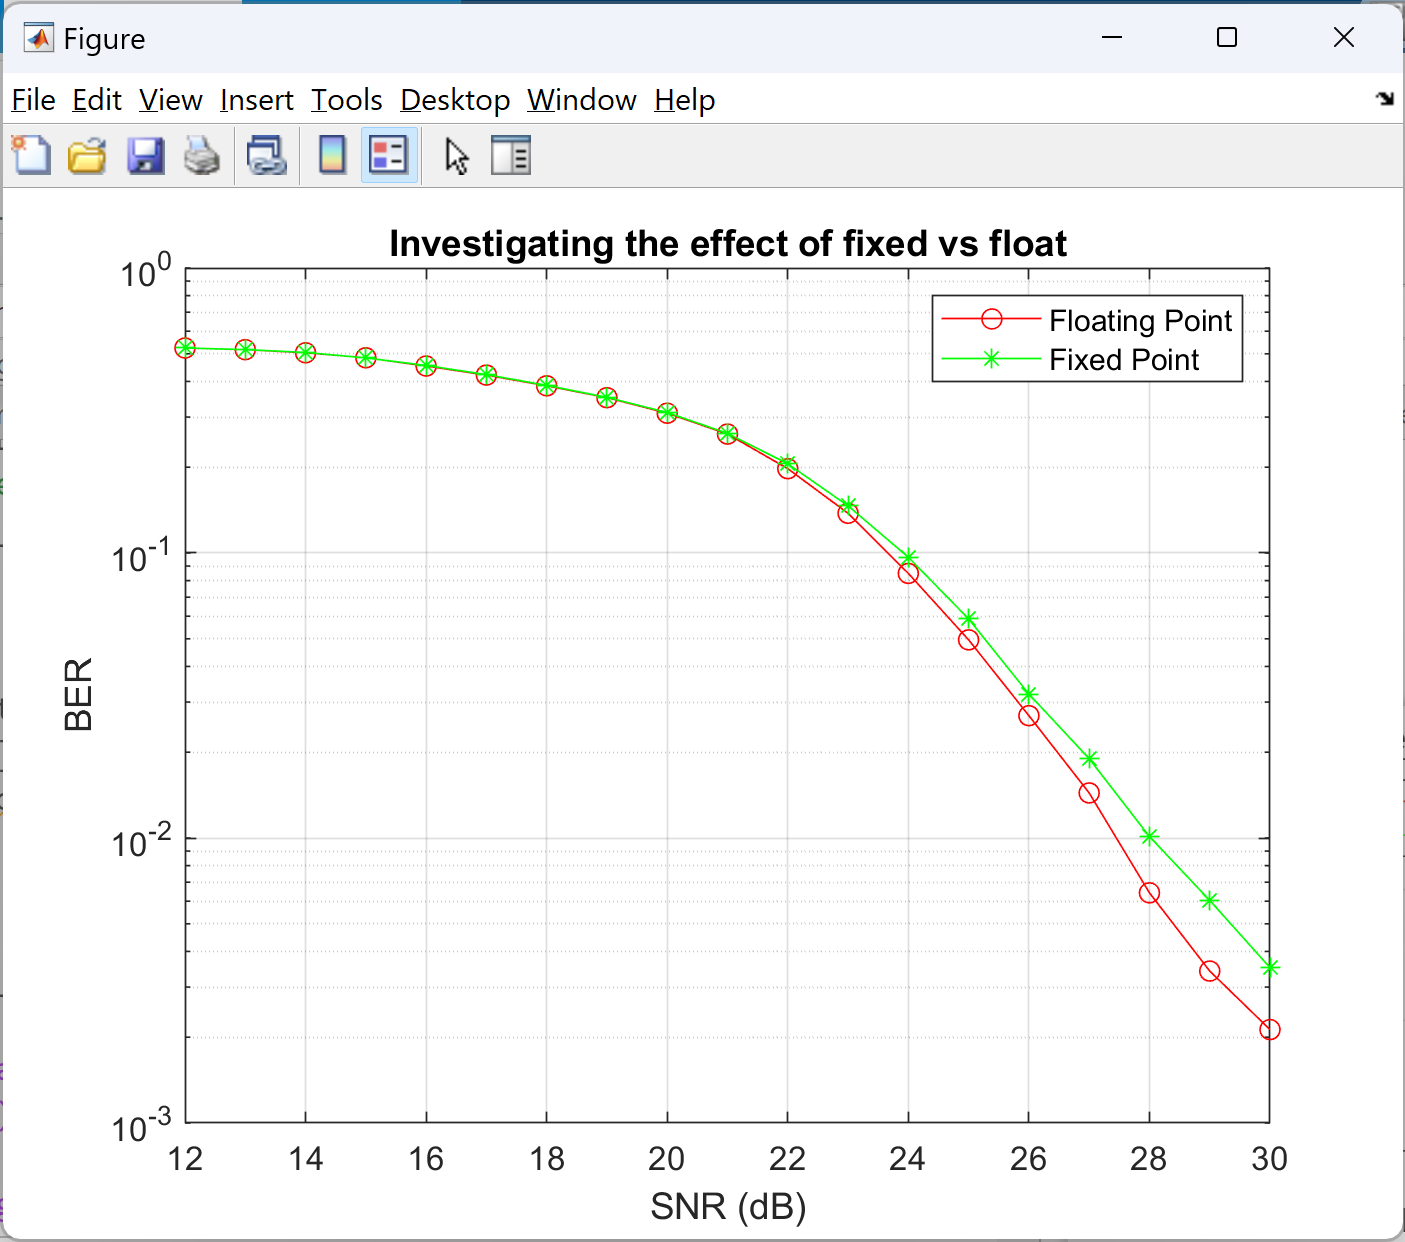 Figure
File Edit View Insert Tools Desktop Window Help
Investigating the effect of fixed vs float
10^0
10^-1
10^-2
10^-3
BER
Floating Point
Fixed Point
12 14 16 18 20 22 24 26 28 30
SNR (dB)